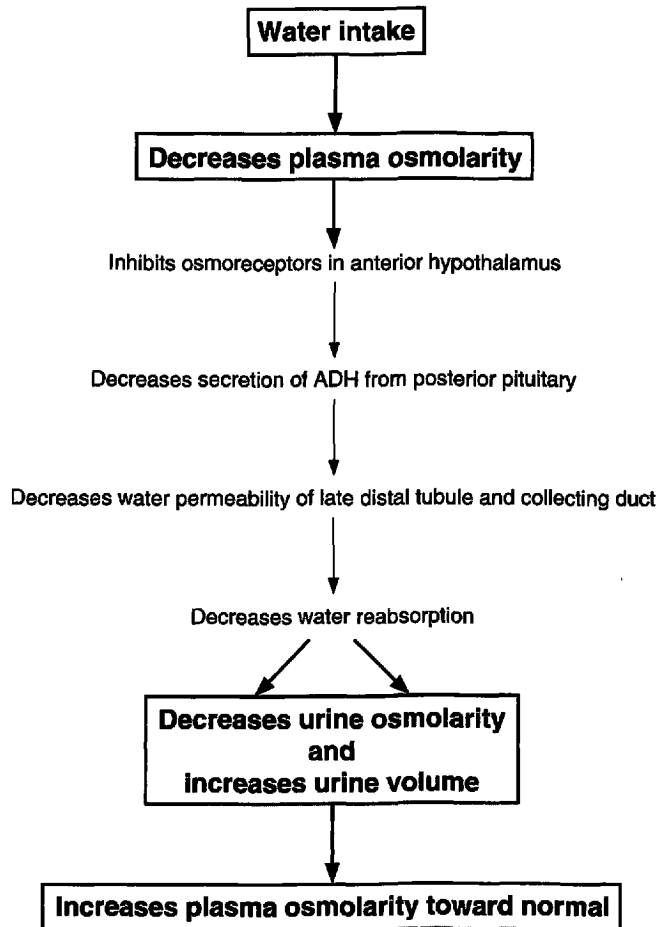 Water intake
Decreases plasma osmolarity
Inhibits osmoreceptors in anterior hypothalamus
Decreases secretion of ADH from posterior pituitary
Decreases water permeability of late distal tubule and collecting duct
Decreases water reabsorption
Decreases urine osmolarity
and
increases urine volume
Increases plasma osmolarity toward normal